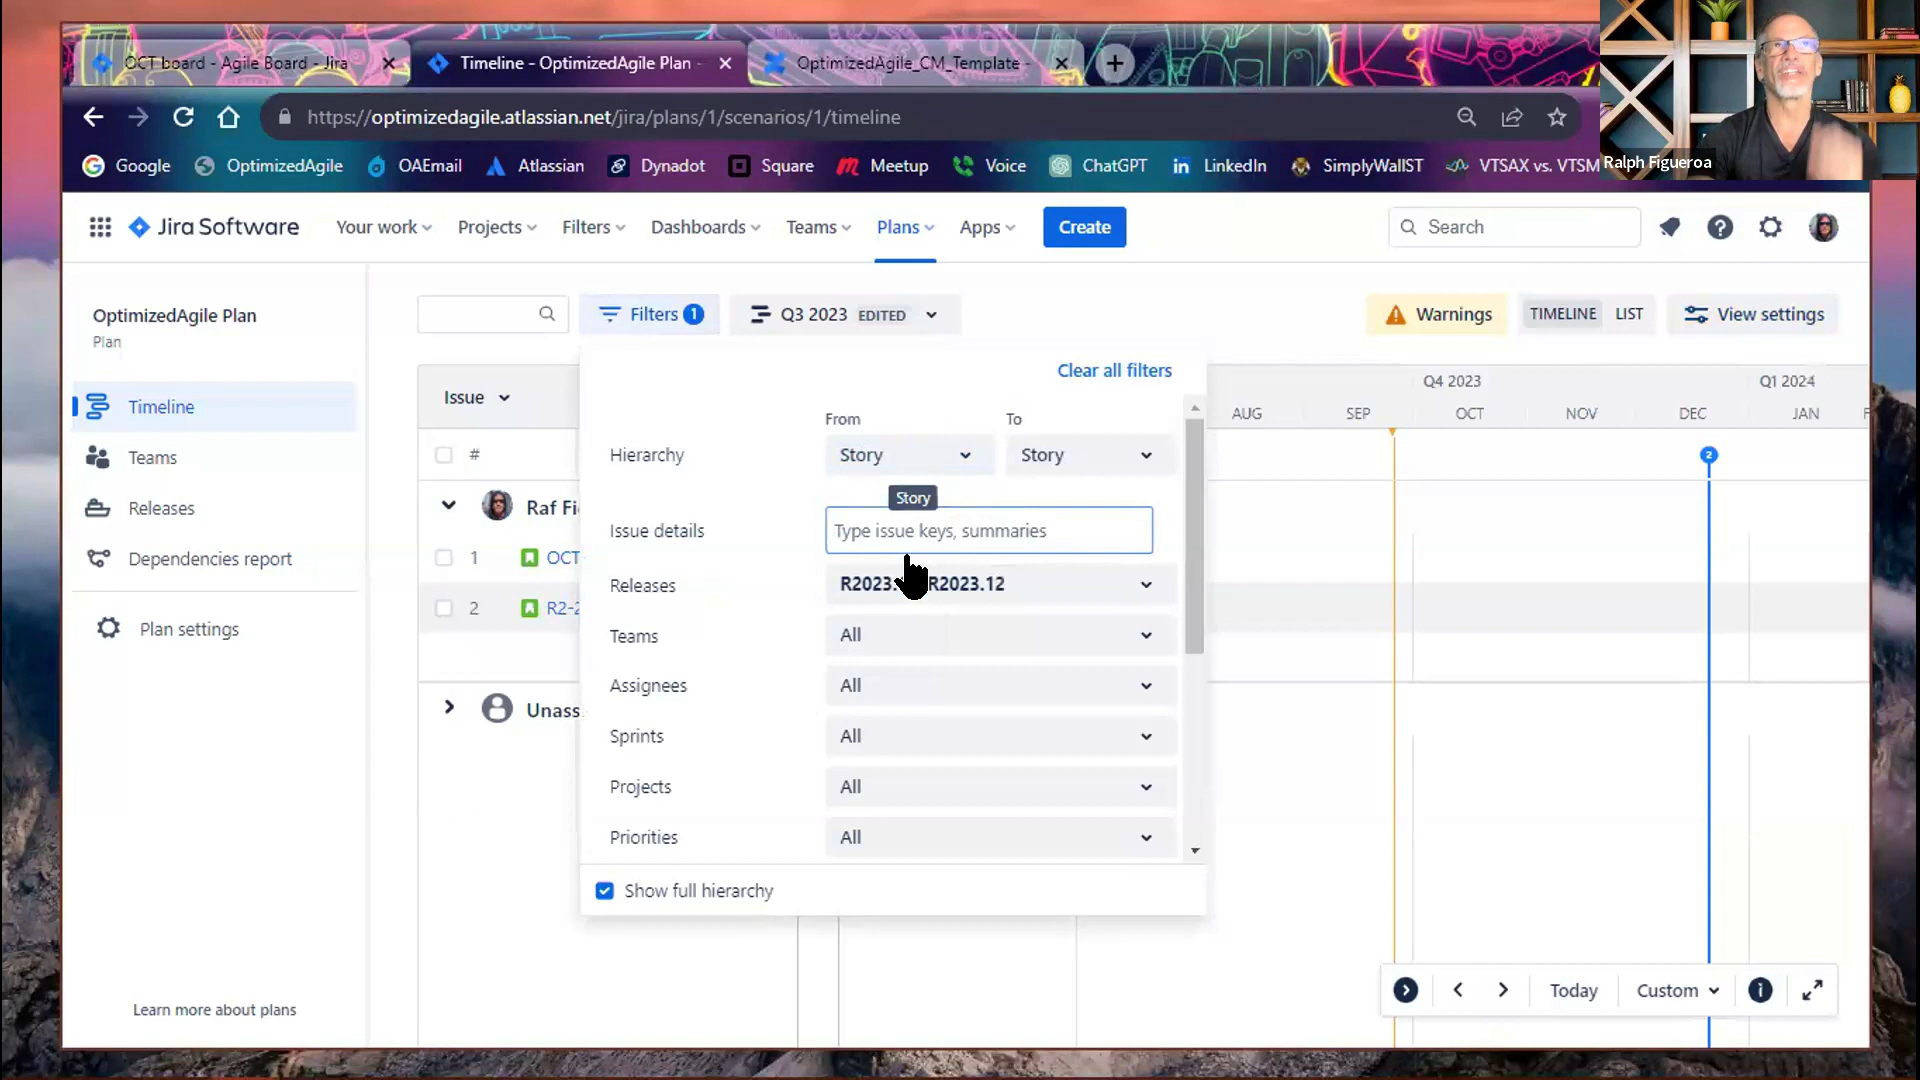 OCT board - Agile Board - Jira
Timeline - OptimizedAgile Plan -
OptimizedAgile_CM_Template -
https://optimizedagile.atlassian.net/jira/plans/1/scenarios/1/timeline
Google
OptimizedAgile
OAEmail
Atlassian
Dynadot
Square
Meetup
Voice
ChatGPT
LinkedIn
SimplyWallST
VTSAX vs. VTSM
Ralph Figueroa
Jira Software
Your work
Projects
Filters
Dashboards
Teams
Plans
Apps
Create
Search
OptimizedAgile Plan
Plan
Timeline
Teams
Releases
Dependencies report
Plan settings
Learn more about plans
Filters 1
Q3 2023 EDITED
Warnings
TIMELINE
LIST
View settings
Issue
#
Raf Fi
1 OCT-
2 R2-2
Unass
Clear all filters
From
To
Hierarchy
Story
Story
Story
Issue details
Type issue keys, summaries
Releases
R2023. R2023.12
Teams
All
Assignees
All
Sprints
All
Projects
All
Priorities
All
Show full hierarchy
Q4 2023
Q1 2024
AUG
SEP
OCT
NOV
DEC
JAN
F
2
Today
Custom